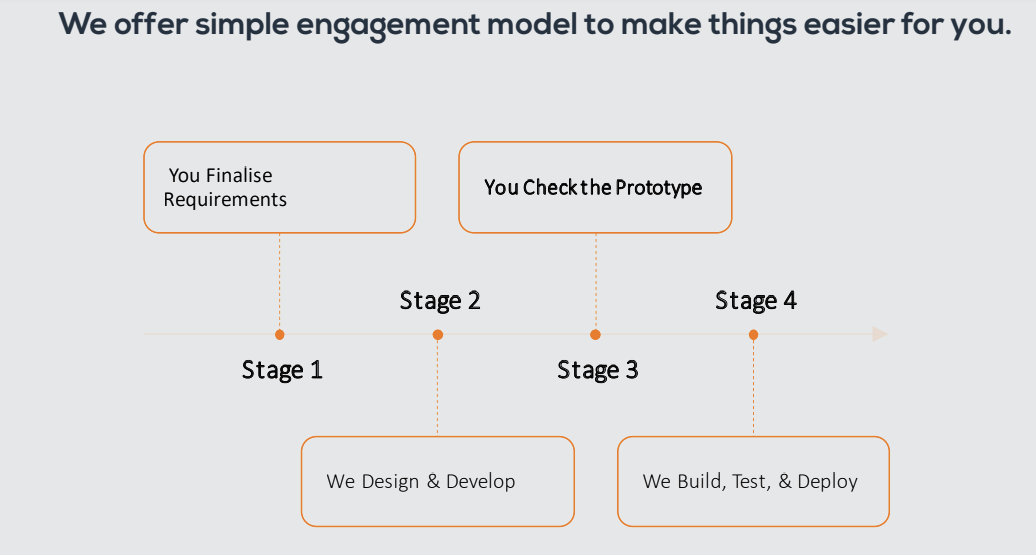 We offer simple engagement model to make things easier for you.
You Finalise
Requirements
You Check the Prototype
Stage 2
Stage 4
Stage 1
Stage 3
We Design & Develop
We Build, Test, & Deploy